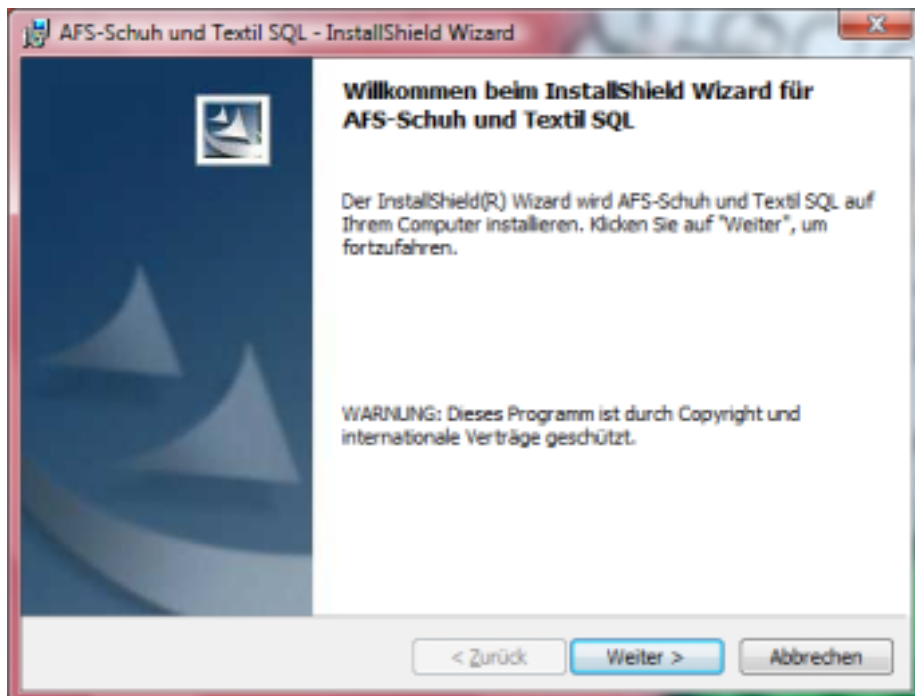 AFS-Schuh und Textil SQL - InstallShield Wizard
Willkommen beim InstallShield Wizard für
AFS-Schuh und Textil SQL
Der InstallShield(R) Wizard wird AFS-Schuh und Textil SQL auf
Ihrem Computer installieren. Klicken Sie auf "Weiter", um
fortzufahren.
WARNUNG: Dieses Programm ist durch Copyright und
internationale Verträge geschützt.
< Zurück
Weiter >
Abbrechen